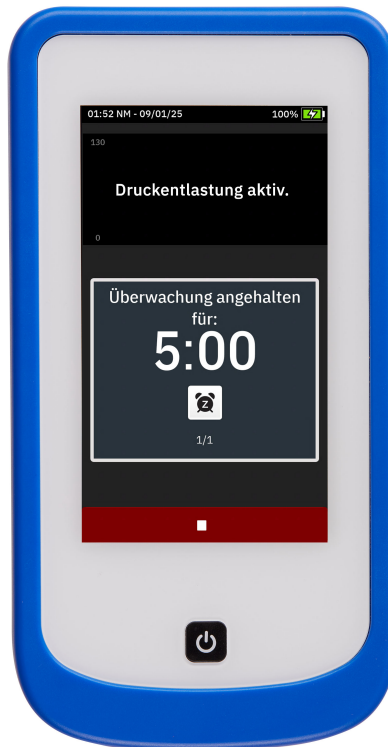 01:52 NM - 09/01/25 100%
130
Druckentlastung aktiv.
0
Überwachung angehalten
für:
5:00
Z
1/1